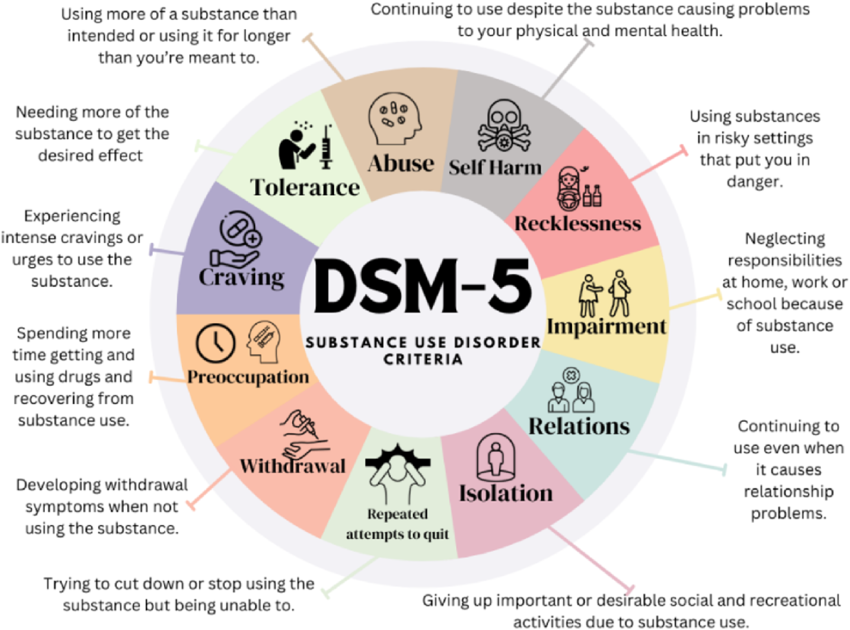 Using more of a substance than
intended or using it for longer
than you're meant to.
Continuing to use despite the substance causing problems
to your physical and mental health.
Needing more of the
substance to get the
desired effect
Using substances
in risky settings
that put you in
danger.
Experiencing
intense cravings or
urges to use the
substance.
Neglecting
responsibilities
at home, work or
school because
of substance
use.
Spending more
time getting and
using drugs and
recovering from
substance use.
Continuing to
use even when
it causes
relationship
problems.
Developing withdrawal
symptoms when not
using the substance.
Trying to cut down or stop using the
substance but being unable to.
Giving up important or desirable social and recreational
activities due to substance use.
Abuse
Self Harm
Recklessness
Impairment
Relations
Isolation
Repeated
attempts to quit
Withdrawal
Preoccupation
Craving
Tolerance
DSM-5
SUBSTANCE USE DISORDER
CRITERIA